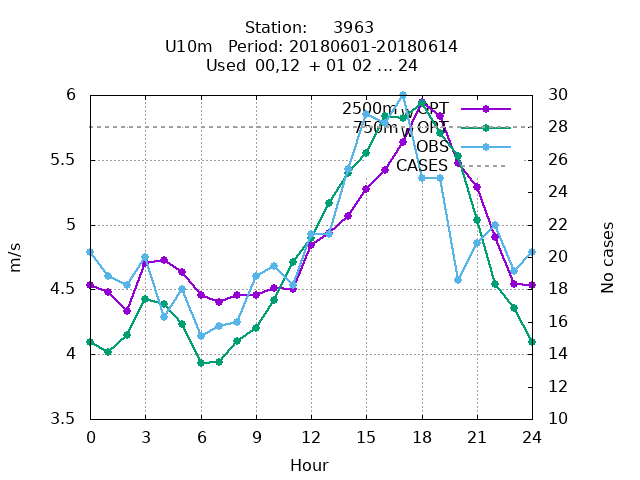 Station: 3963
U10m Period: 20180601-20180614
Used 00,12 + 01 02 ... 24
6 30
2500m_OPT
750m_OPT 28
OBS
5.5 CASES 26
24
5 22
m/s No cases
20
4.5 18
16
4 14
12
3.5 10
0 3 6 9 12 15 18 21 24
Hour